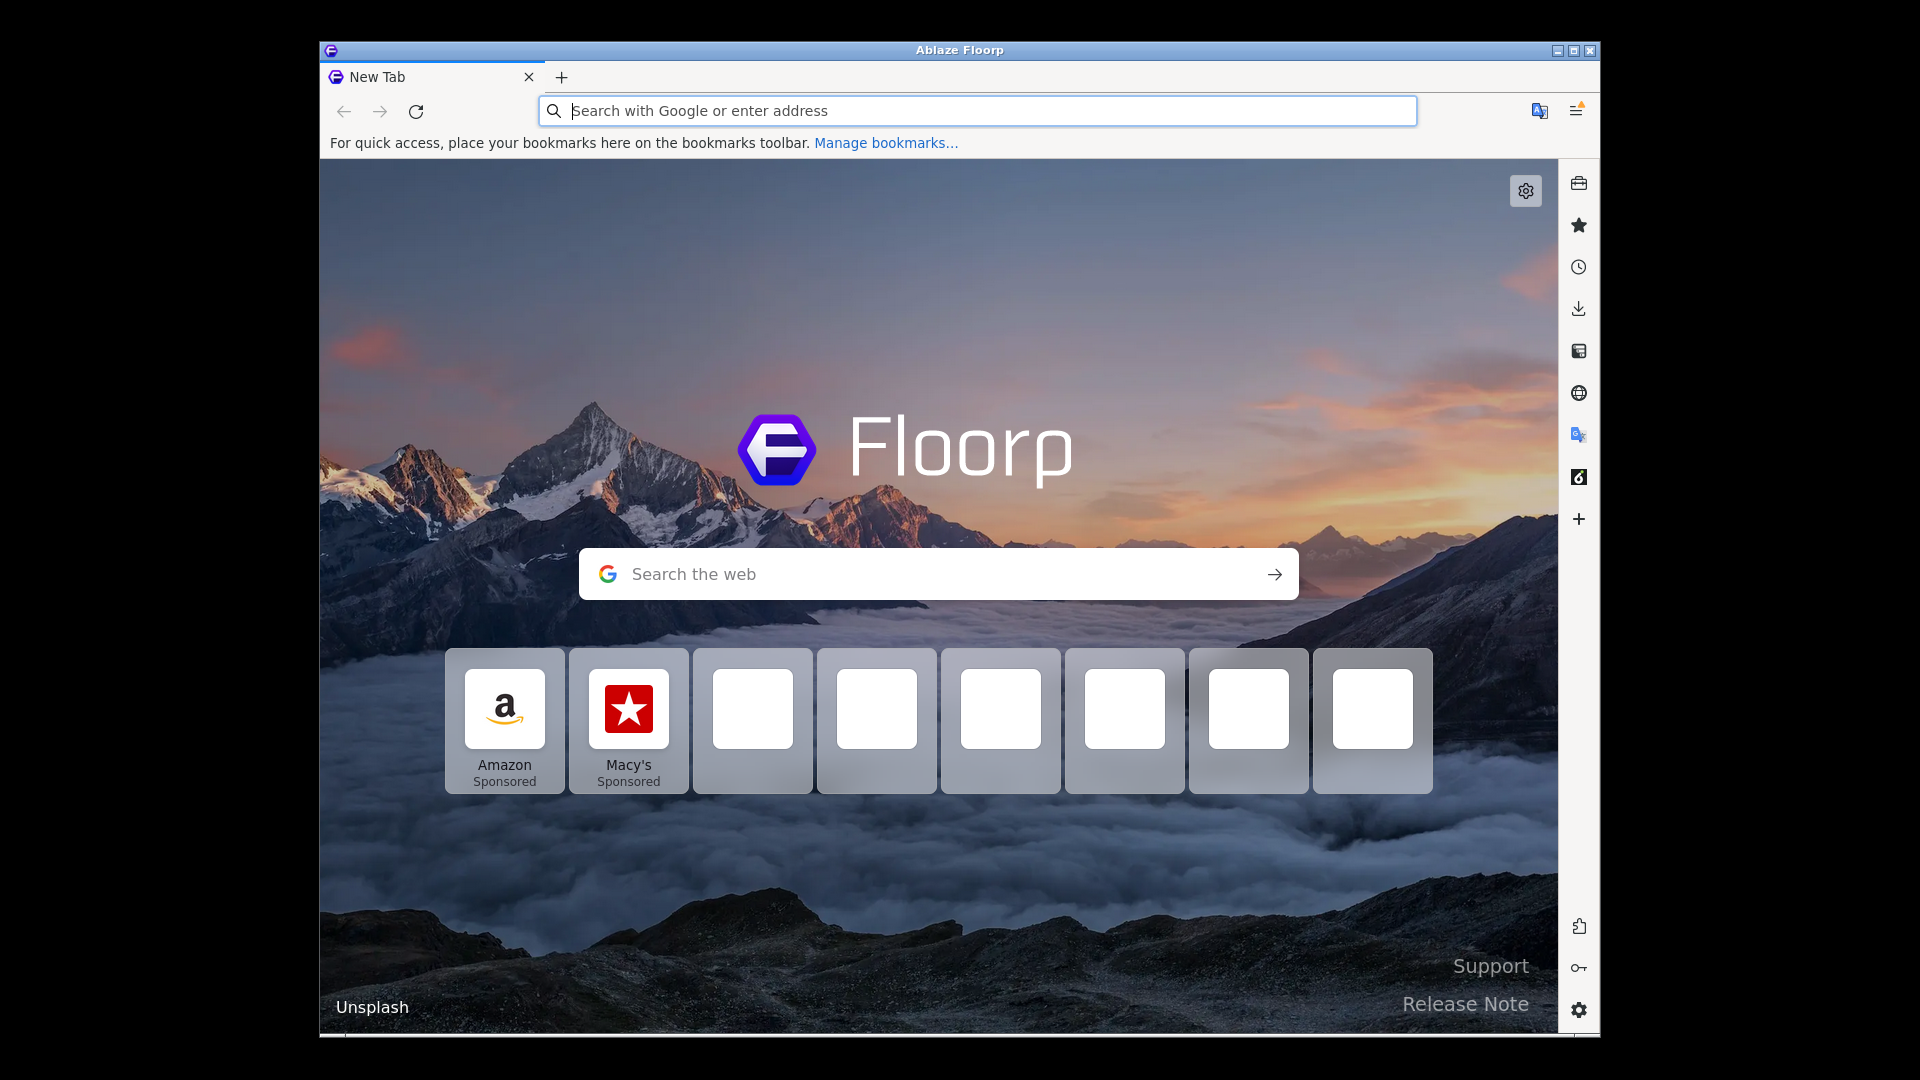 Ablaze Floorp
New Tab
Search with Google or enter address
For quick access, place your bookmarks here on the bookmarks toolbar. Manage bookmarks...
Floorp
Search the web
a
Amazon
Sponsored
Macy's
Sponsored
Support
Unsplash
Release Note